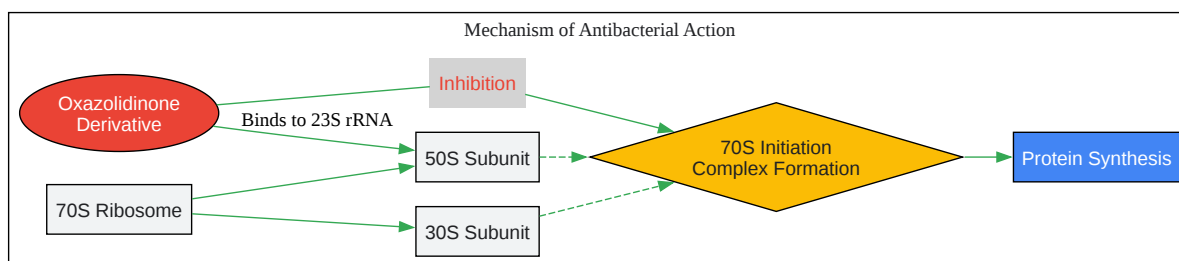 Mechanism of Antibacterial Action
Oxazolidinone
Derivative
Inhibition
Binds to 23S rRNA
50S Subunit
70S Initiation
Complex Formation
Protein Synthesis
70S Ribosome
30S Subunit